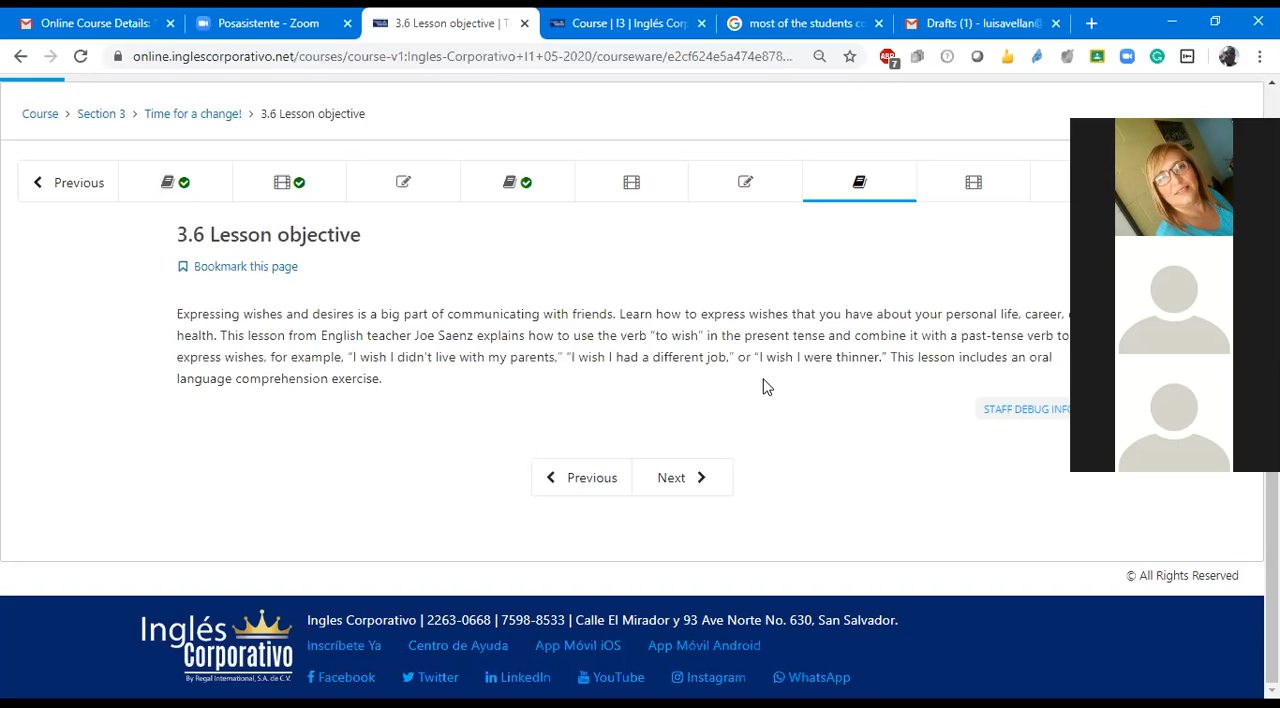 Online Course Details:
Posasistente - Zoom
3.6 Lesson objective | T
Course | I3 | Inglés Cor
most of the students c
Drafts (1) - luisavellan@
online.inglescorporativo.net/courses/course-v1:Ingles-Corporativo+I1+05-2020/courseware/e2cf624e5a474e878...
7
Course > Section 3 > Time for a change! > 3.6 Lesson objective
Previous
3.6 Lesson objective
Bookmark this page
Expressing wishes and desires is a big part of communicating with friends. Learn how to express wishes that you have about your personal life, career,
health. This lesson from English teacher Joe Saenz explains how to use the verb “to wish” in the present tense and combine it with a past-tense verb to
express wishes, for example, “I wish I didn't live with my parents,” “I wish I had a different job,” or “I wish I were thinner.” This lesson includes an oral
language comprehension exercise.
STAFF DEBUG INFO
Previous
Next
© All Rights Reserved
Inglés Corporativo
By Regal International, S.A. de C.V.
Ingles Corporativo | 2263-0668 | 7598-8533 | Calle El Mirador y 93 Ave Norte No. 630, San Salvador.
Inscríbete Ya Centro de Ayuda App Móvil iOS App Móvil Android
Facebook Twitter LinkedIn YouTube Instagram WhatsApp